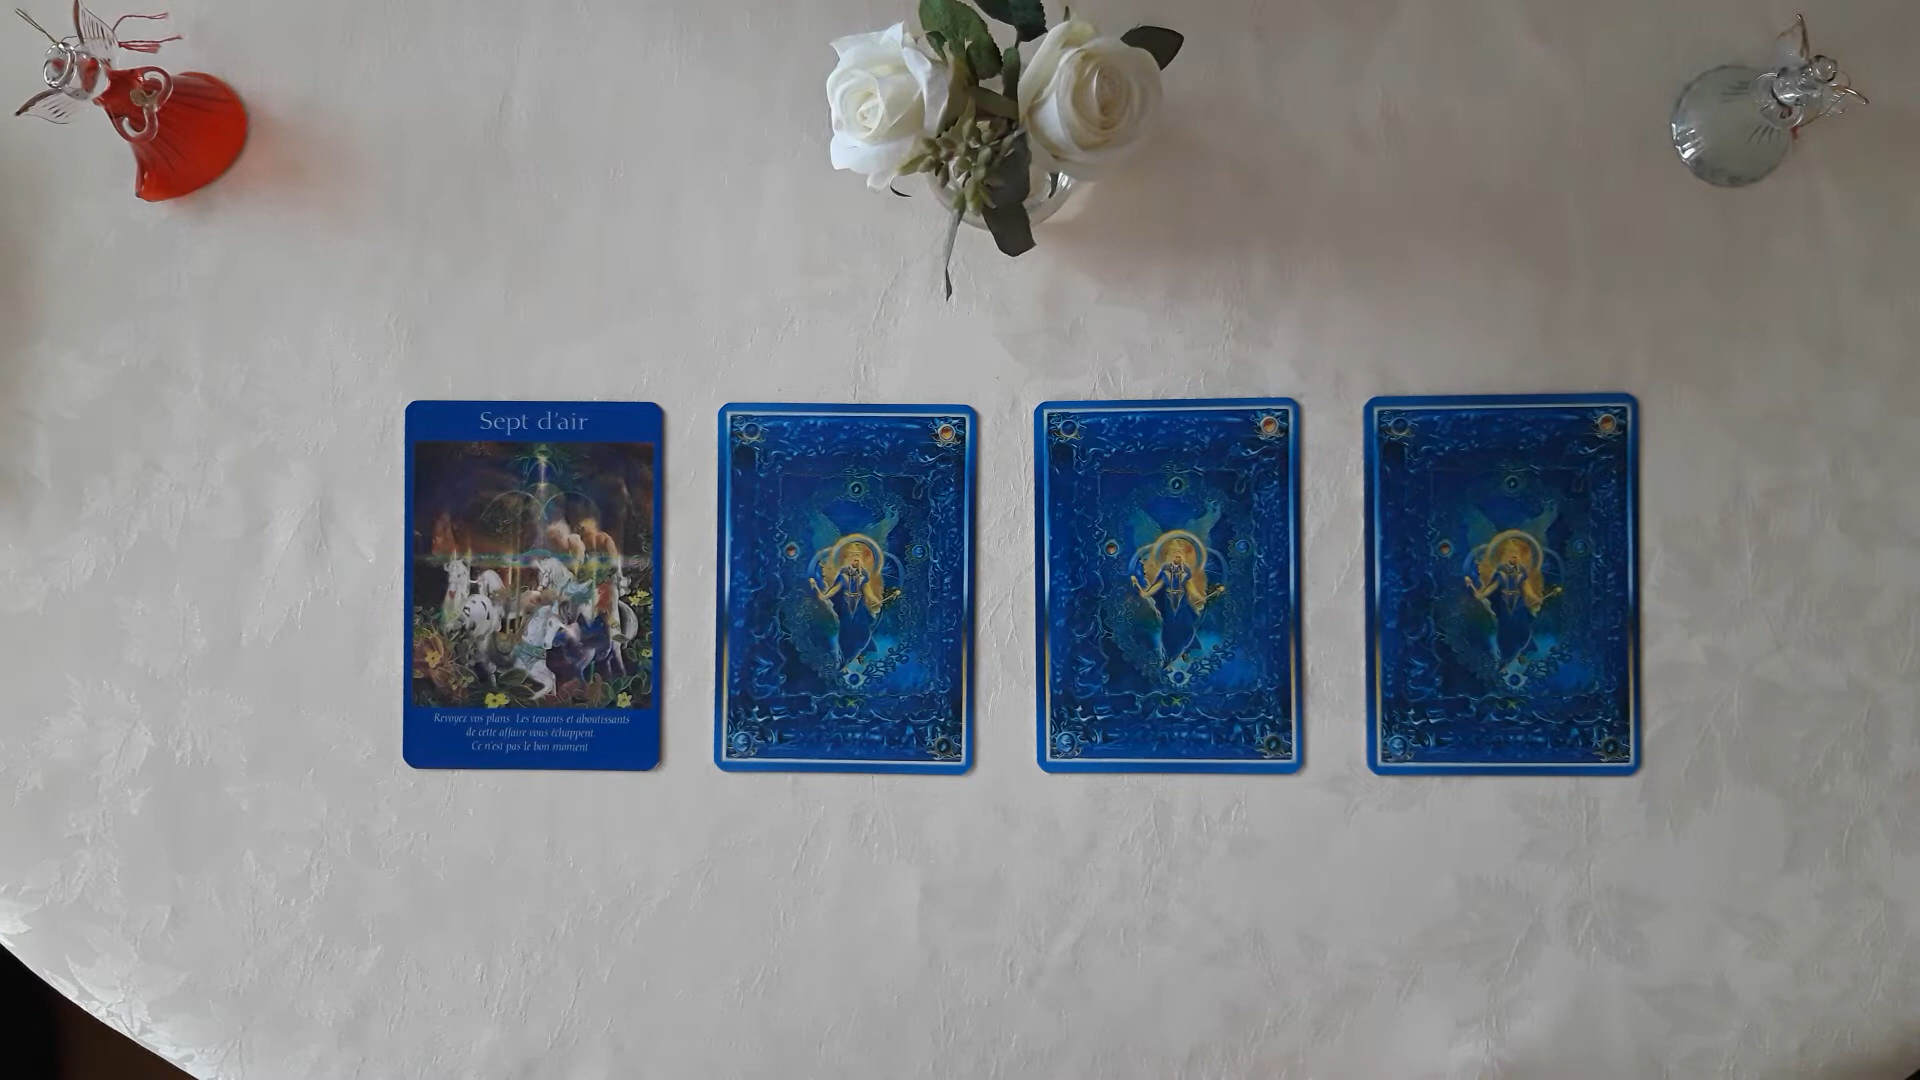 Sept d'air
Revoyez vos plans Les tenants et aboutissants
de cette affaire vous échappent.
Ce n'est pas le bon moment